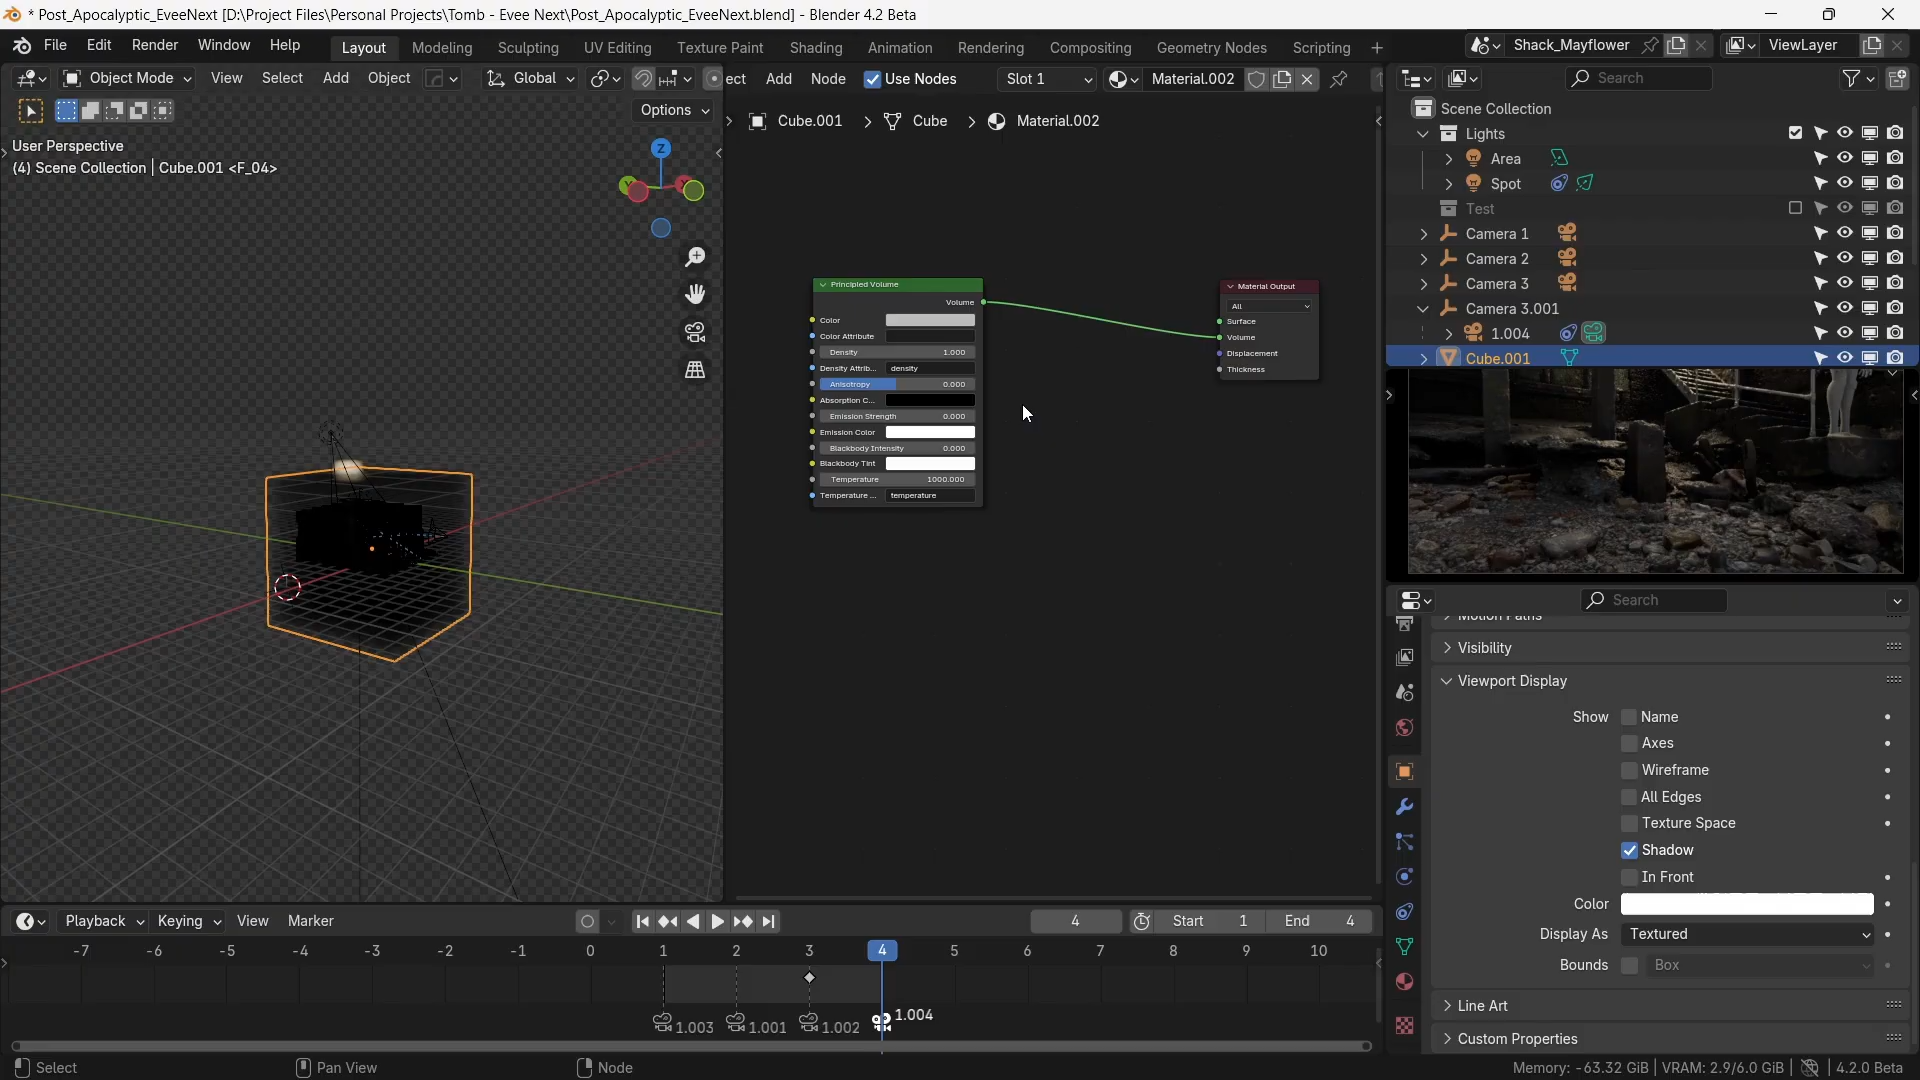 * Post_Apocalyptic_EveeNext [D:\Project Files\Personal Projects\Tomb - Evee Next\Post_Apocalyptic_EveeNext.blend] - Blender 4.2 Beta
File Edit Render Window Help Layout Modeling Sculpting UV Editing Texture Paint Shading Animation Rendering Compositing Geometry Nodes Scripting + Shack_Mayflower ViewLayer
Object Mode View Select Add Object Global
ect Add Node Use Nodes Slot 1 Material.002
Search
Options
User Perspective
(4) Scene Collection | Cube.001 <F_04>
Z
Cube.001 > Cube > Material.002
Principled Volume
Volume
Color
Color Attribute
Density 1.000
Density Attrib... density
Anisotropy 0.000
Absorption C...
Emission Strength 0.000
Emission Color
Blackbody Intensity 0.000
Blackbody Tint
Temperature 1000.000
Temperature ... temperature
Material Output
All
Surface
Volume
Displacement
Thickness
Scene Collection
Lights
Area
Spot
Test
Camera 1
Camera 2
Camera 3
Camera 3.001
1.004
Cube.001
Search
Motion Paths
Visibility
Viewport Display
Show Name
Axes
Wireframe
All Edges
Texture Space
Shadow
In Front
Color
Display As Textured
Bounds Box
Line Art
Custom Properties
Playback Keying View Marker 4 Start 1 End 4
-7 -6 -5 -4 -3 -2 -1 0 1 2 3 4 5 6 7 8 9 10
1.003 1.001 1.002 1.004
Select Pan View Node Memory: -63.32 GiB | VRAM: 2.9/6.0 GiB | 4.2.0 Beta